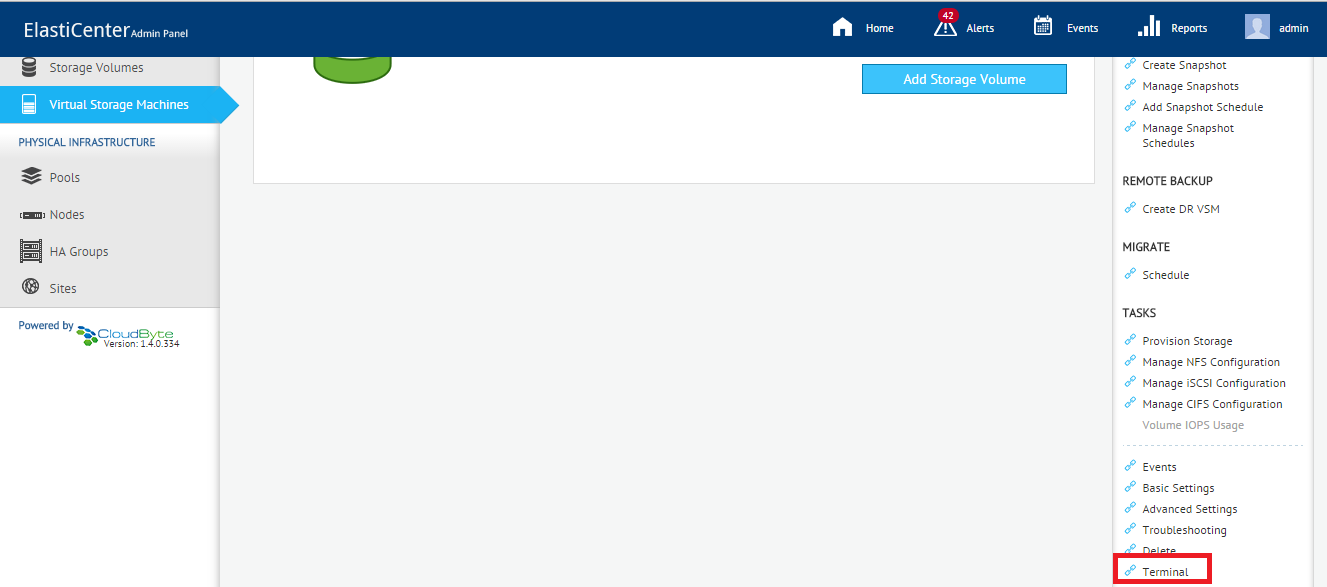 ElastiCenter Admin Panel
Home
42
Alerts
Events
Reports
admin
Storage Volumes
Virtual Storage Machines
PHYSICAL INFRASTRUCTURE
Pools
Nodes
HA Groups
Sites
Powered by CloudByte
Version: 1.4.0.334
Add Storage Volume
Create Snapshot
Manage Snapshots
Add Snapshot Schedule
Manage Snapshot
Schedules
REMOTE BACKUP
Create DR VSM
MIGRATE
Schedule
TASKS
Provision Storage
Manage NFS Configuration
Manage iSCSI Configuration
Manage CIFS Configuration
Volume IOPS Usage
Events
Basic Settings
Advanced Settings
Troubleshooting
Delete
Terminal